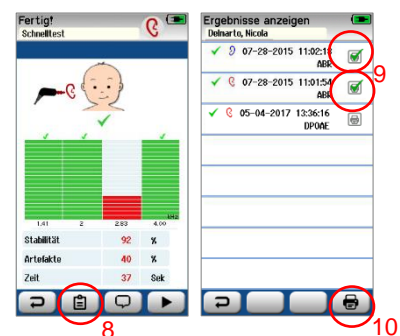 Fertig!
Schnelltest
1.41 2 2.83 4.00
kHz
Stabilität 92 %
Artefakte 40 %
Zeit 37 Sek
8
Ergebnisse anzeigen
Delnarto, Nicola
07-28-2015 11:02:18
ABR
07-28-2015 11:01:54
ABR
05-04-2017 13:36:16
DPOAE
9
10